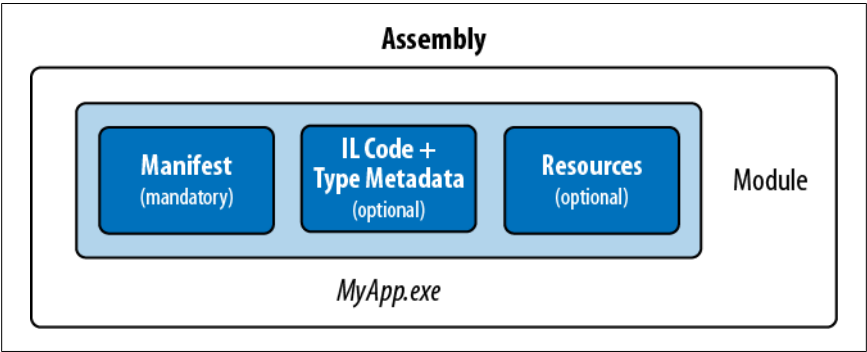 Assembly
Manifest
(mandatory)
IL Code +
Type Metadata
(optional)
Resources
(optional)
Module
MyApp.exe